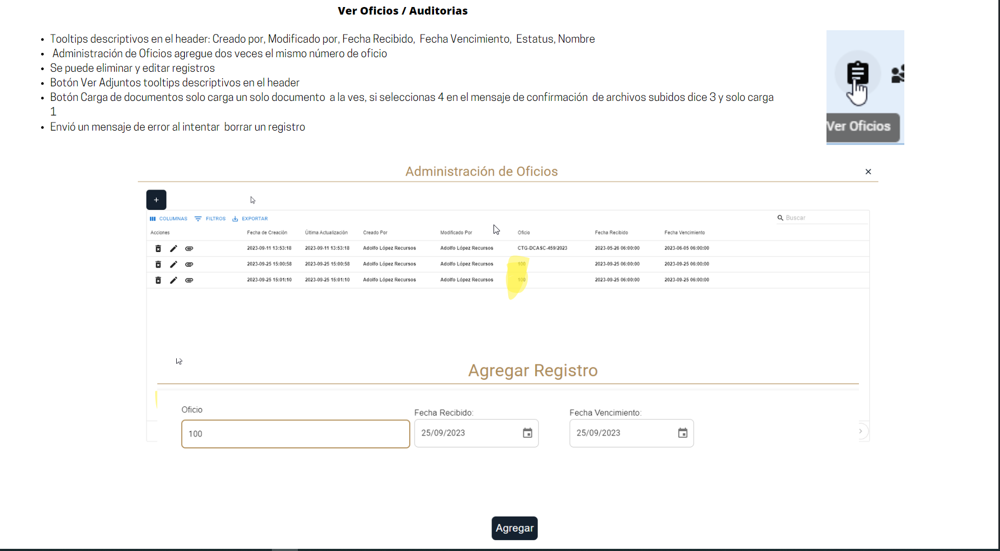 Ver Oficios / Auditorias
• Tooltips descriptivos en el header: Creado por, Modificado por, Fecha Recibido, Fecha Vencimiento, Estatus, Nombre
• Administración de Oficios agregue dos veces el mismo número de oficio
• Se puede eliminar y editar registros
• Botón Ver Adjuntos tooltips descriptivos en el header
• Botón Carga de documentos solo carga un solo documento a la ves, si seleccionas 4 en el mensaje de confirmación de archivos subidos dice 3 y solo carga
1
• Envió un mensaje de error al intentar borrar un registro
Ver Oficios
Administración de Oficios
+
COLUMNAS FILTROS EXPORTAR Buscar
Acciones Fecha de Creación Última Actualización Creado Por Modificado Por Oficio Fecha Recibido Fecha Vencimiento
2023-09-11 13:53:18 2023-09-11 13:53:18 Adolfo López Recursos Adolfo López Recursos CTG-DCASC-459/2023 2023-05-26 06:00:00 2023-06-05 06:00:00
2023-09-25 15:00:58 2023-09-25 15:00:58 Adolfo López Recursos Adolfo López Recursos 100 2023-09-25 06:00:00 2023-09-25 06:00:00
2023-09-25 15:01:10 2023-09-25 15:01:10 Adolfo López Recursos Adolfo López Recursos 100 2023-09-25 06:00:00 2023-09-25 06:00:00
Agregar Registro
Oficio Fecha Recibido: Fecha Vencimiento:
100 25/09/2023 25/09/2023
Agregar